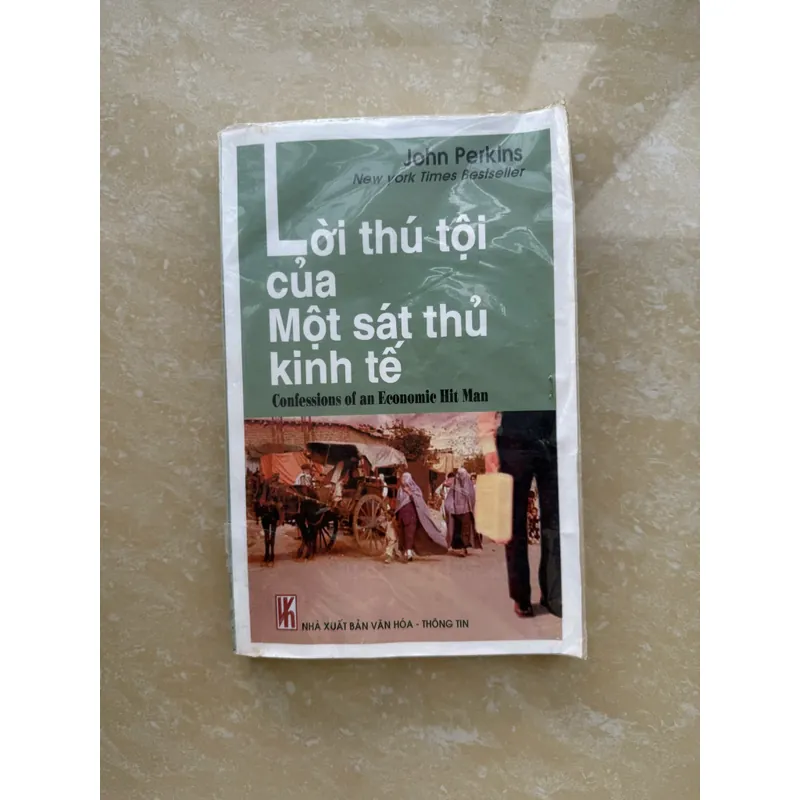 John Perkins
New york Times Bestseller
Lời thú tội
của
Một sát thủ
kinh tế
Confessions of an Economic Hit Man
NHÀ XUẤT BẢN VĂN HÓA - THÔNG TIN